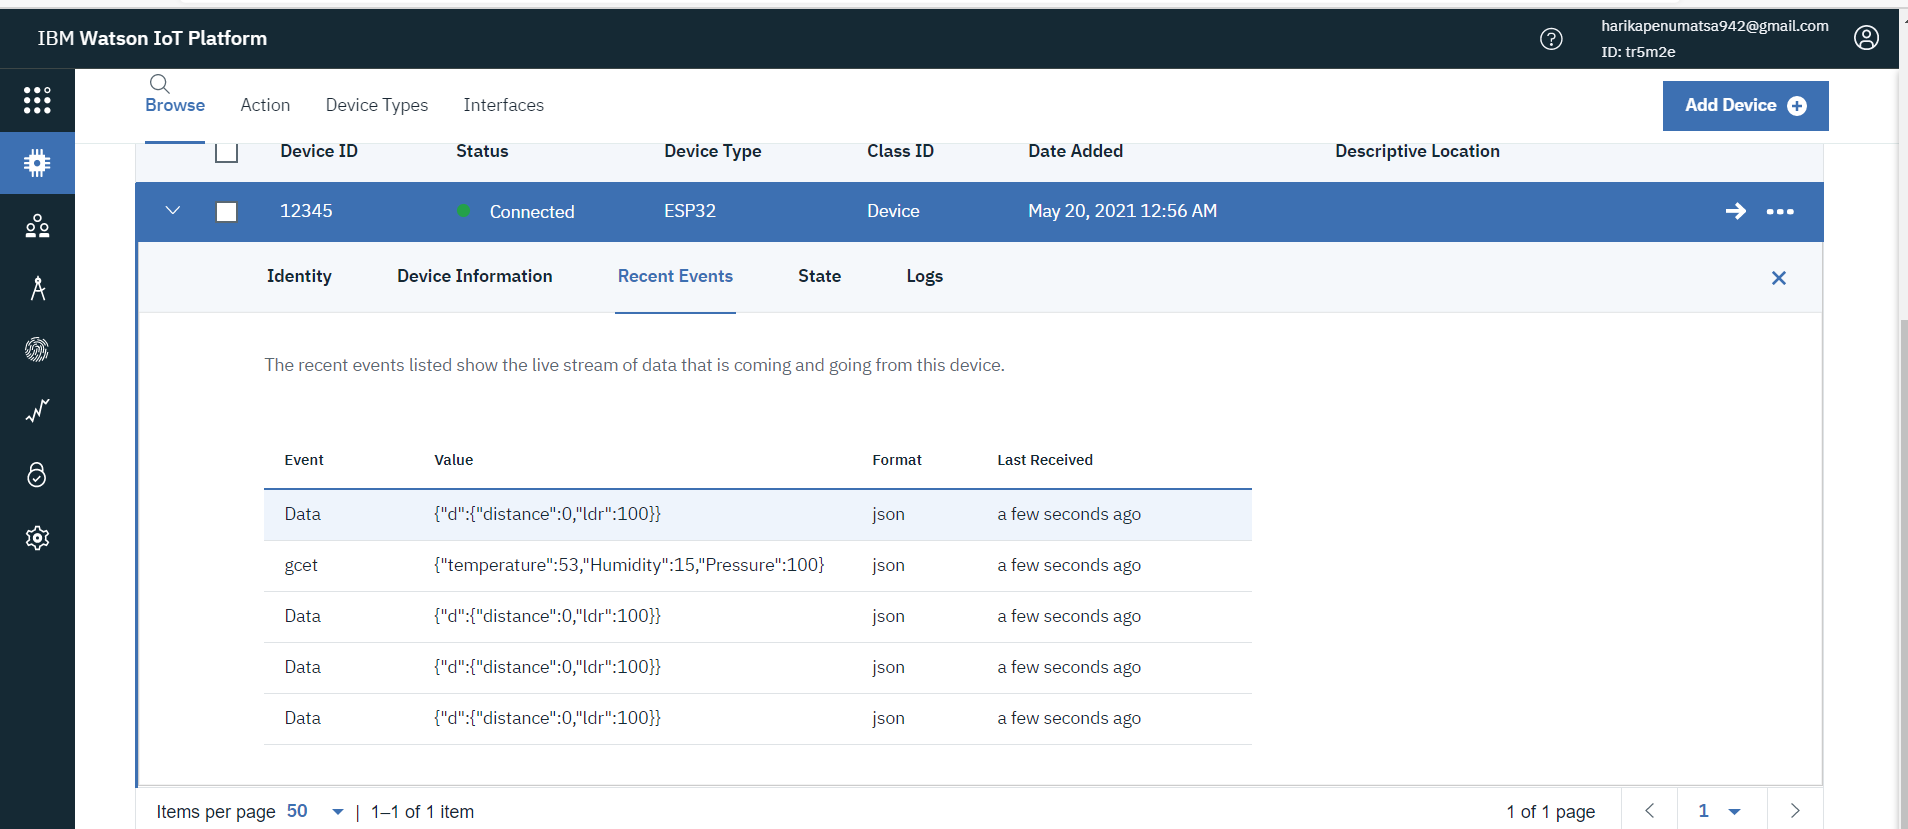 IBM Watson IoT Platform
harikapenumatsa942@gmail.com
ID: tr5m2e
Browse Action Device Types Interfaces
Add Device
Device ID Status Device Type Class ID Date Added Descriptive Location
12345 Connected ESP32 Device May 20, 2021 12:56 AM
Identity Device Information Recent Events State Logs
The recent events listed show the live stream of data that is coming and going from this device.
Event Value Format Last Received
Data {"d":{"distance":0,"ldr":100}} json a few seconds ago
gcet {"temperature":53,"Humidity":15,"Pressure":100} json a few seconds ago
Data {"d":{"distance":0,"ldr":100}} json a few seconds ago
Data {"d":{"distance":0,"ldr":100}} json a few seconds ago
Data {"d":{"distance":0,"ldr":100}} json a few seconds ago
Items per page 50 | 1–1 of 1 item 1 of 1 page 1